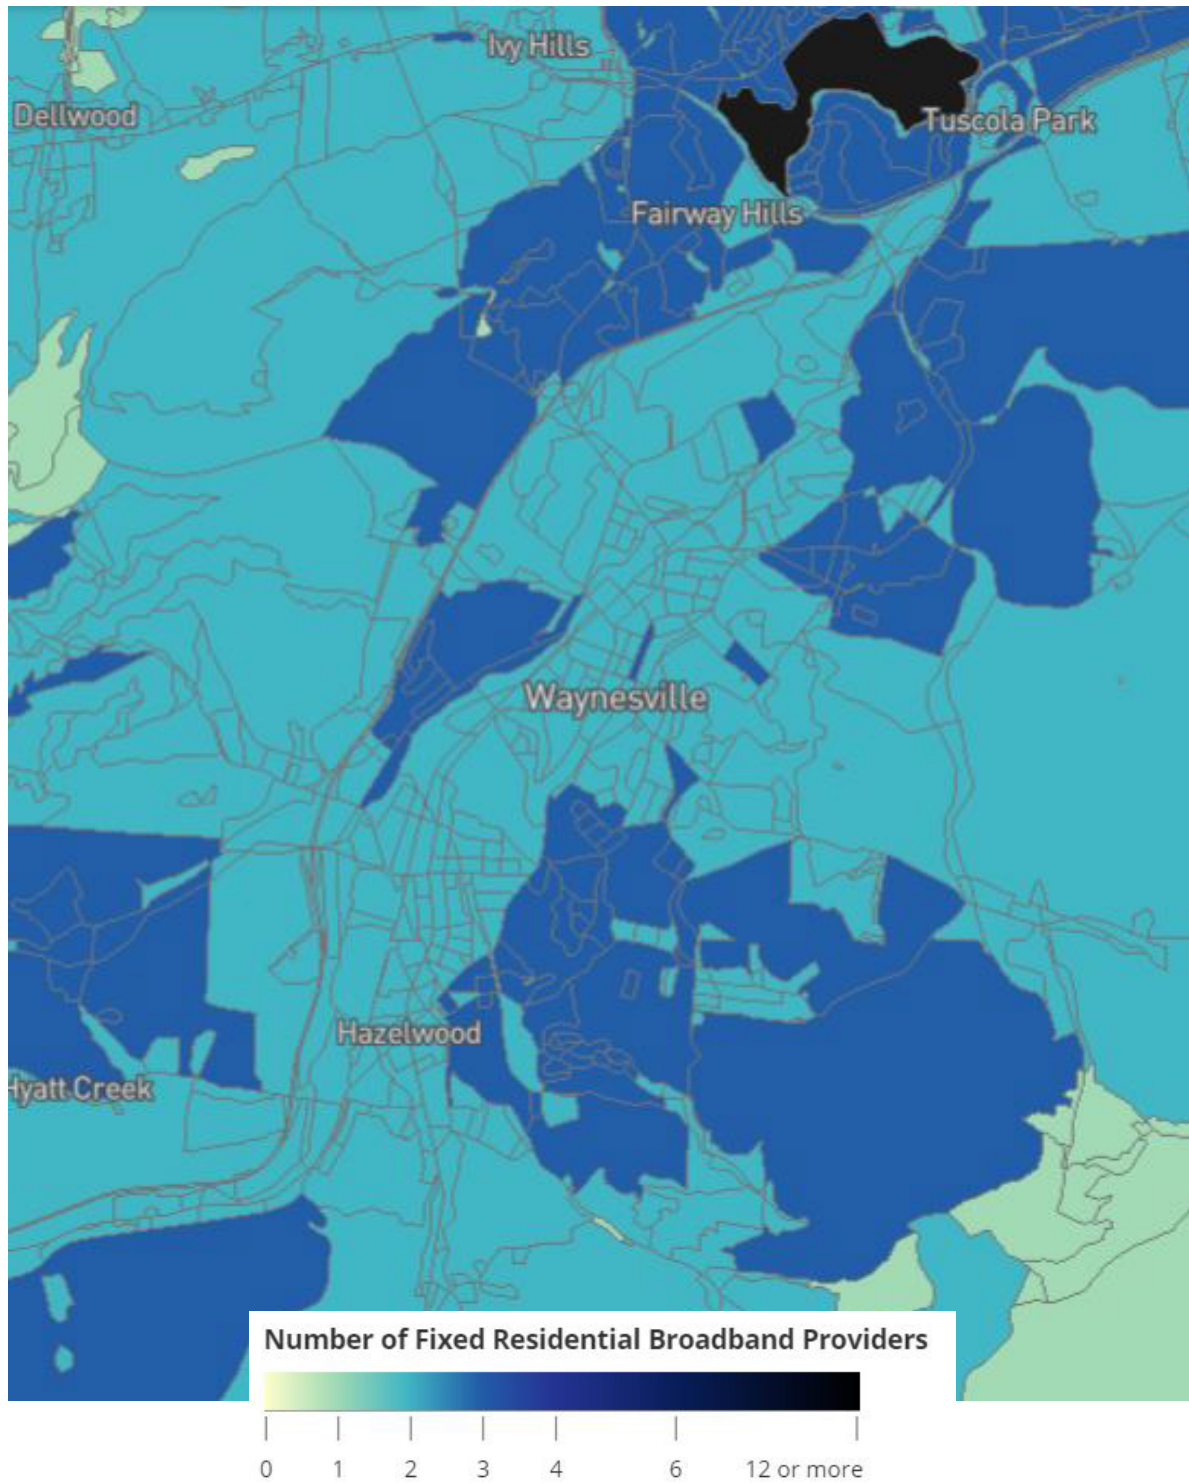 Ivy Hills
Dellwood
Tuscola Park
Fairway Hills
Waynesville
Hazelwood
Hyatt Creek
Number of Fixed Residential Broadband Providers
0 1 2 3 4 6 12 or more